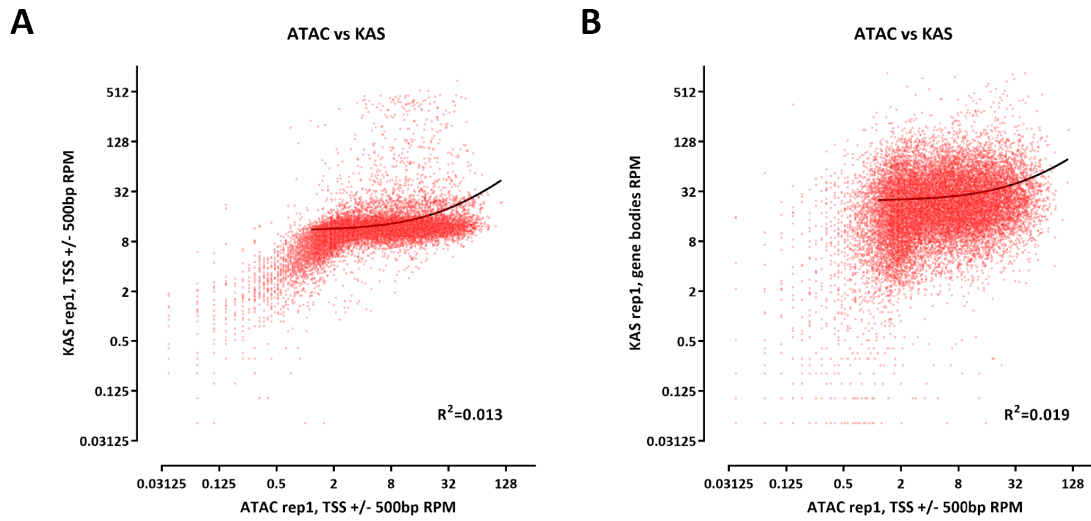 A
ATAC vs KAS
KAS rep1, TSS +/- 500bp RPM
512
128
32
8
2
0.5
0.125
0.03125
R²=0.013
0.03125 0.125 0.5 2 8 32 128
ATAC rep1, TSS +/- 500bp RPM
B
ATAC vs KAS
KAS rep1, gene bodies RPM
512
128
32
8
2
0.5
0.125
0.03125
R²=0.019
0.03125 0.125 0.5 2 8 32 128
ATAC rep1, TSS +/- 500bp RPM